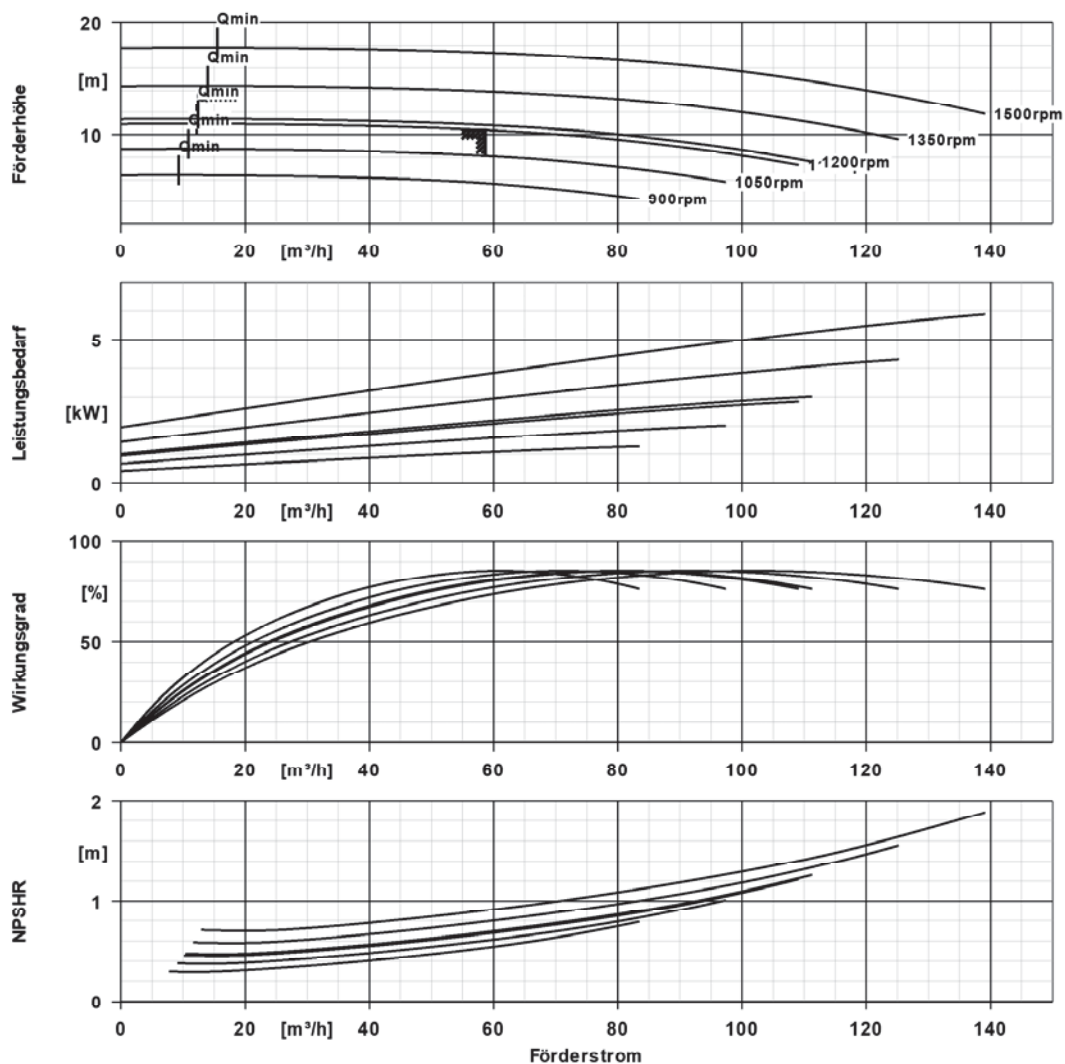 Förderhöhe
20
[m]
10
Qmin
Qmin
Qmin
Qmin
Qmin
1500rpm
1350rpm
1200rpm
1050rpm
900rpm
0 20 [m³/h] 40 60 80 100 120 140
Leistungsbedarf
5
[kW]
0
0 20 [m³/h] 40 60 80 100 120 140
Wirkungsgrad
100
[%]
50
0
0 20 [m³/h] 40 60 80 100 120 140
NPSHR
2
[m]
1
0
0 20 [m³/h] 40 60 80 100 120 140
Förderstrom